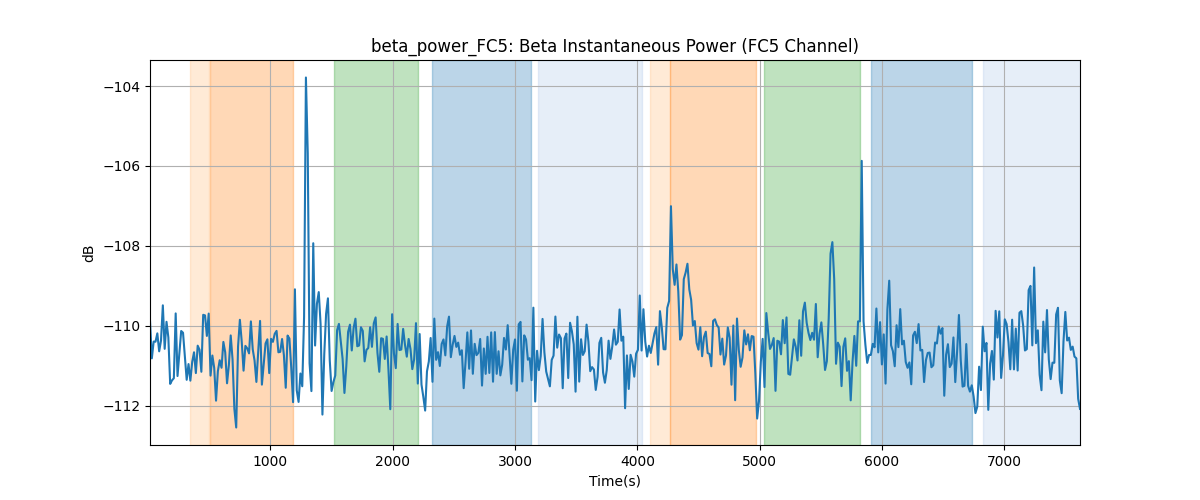 beta_power_FC5: Beta Instantaneous Power (FC5 Channel)
−104
−106
−108
−110
−112
dB
1000 2000 3000 4000 5000 6000 7000
Time(s)